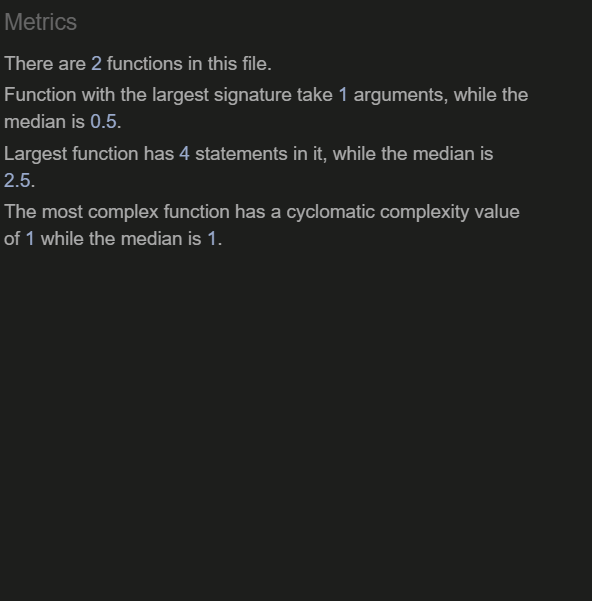 Metrics
There are 2 functions in this file.
Function with the largest signature take 1 arguments, while the
median is 0.5.
Largest function has 4 statements in it, while the median is
2.5.
The most complex function has a cyclomatic complexity value
of 1 while the median is 1.